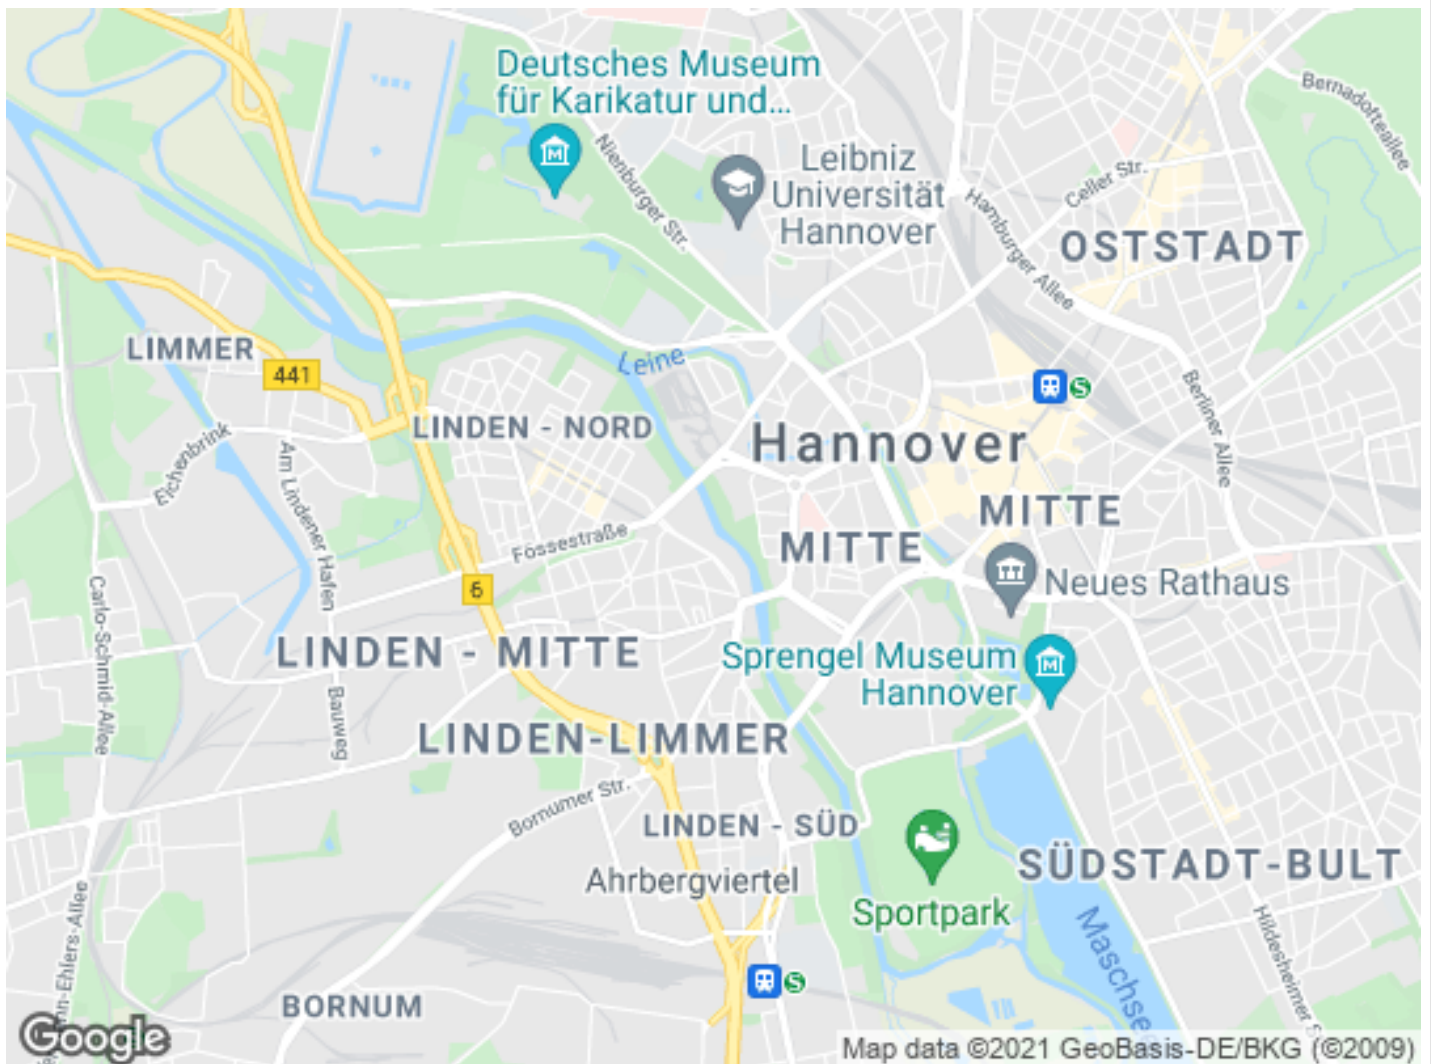 Deutsches Museum
für Karikatur und...
Bernadotteallee
Nienburger Str.
Leibniz
Universität
Hannover
Celler Str.
Hamburger Allee
OSTSTADT
LIMMER
441
Leine
S
Berliner Allee
LINDEN - NORD
Hannover
Eichenbrink
Am Lindener Hafen
MITTE
MITTE
Fössestraße
6
Neues Rathaus
Carlo-Schmid-Allee
LINDEN - MITTE
Sprengel Museum
Hannover
Bauweg
LINDEN-LIMMER
Bornumer Str.
LINDEN - SÜD
SÜDSTADT-BULT
Ahrbergviertel
Sportpark
Maschse
Hildesheimer S
nn-Ehlers-Allee
S
BORNUM
Google
Map data ©2021 GeoBasis-DE/BKG (©2009)